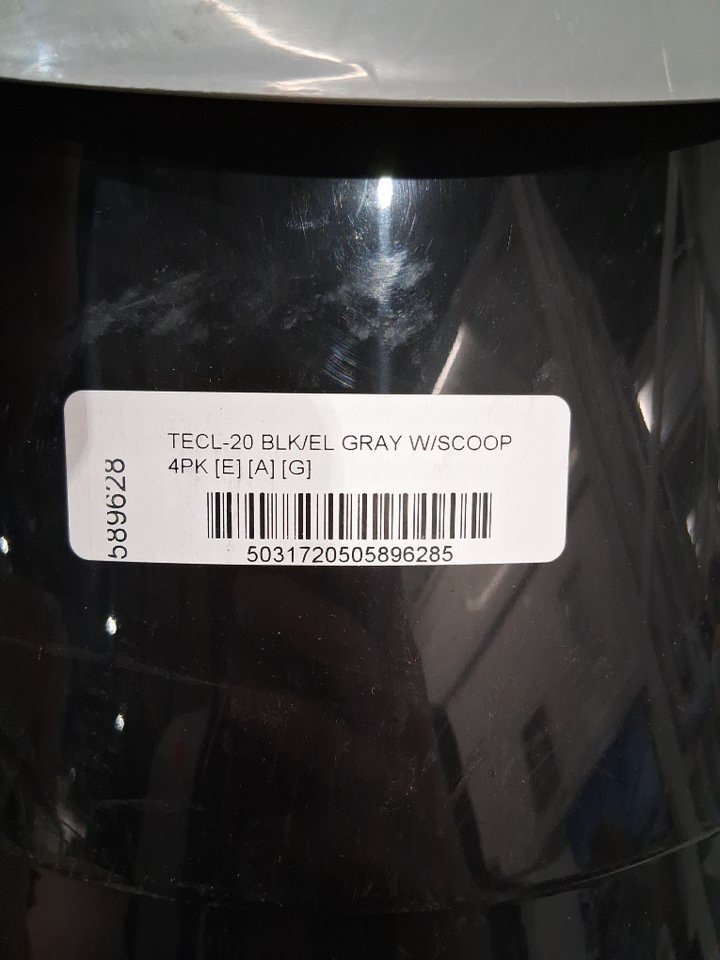 TECL-20 BLK/EL GRAY W/SCOOP
4PK [E] [A] [G]
589628
5031720505896285